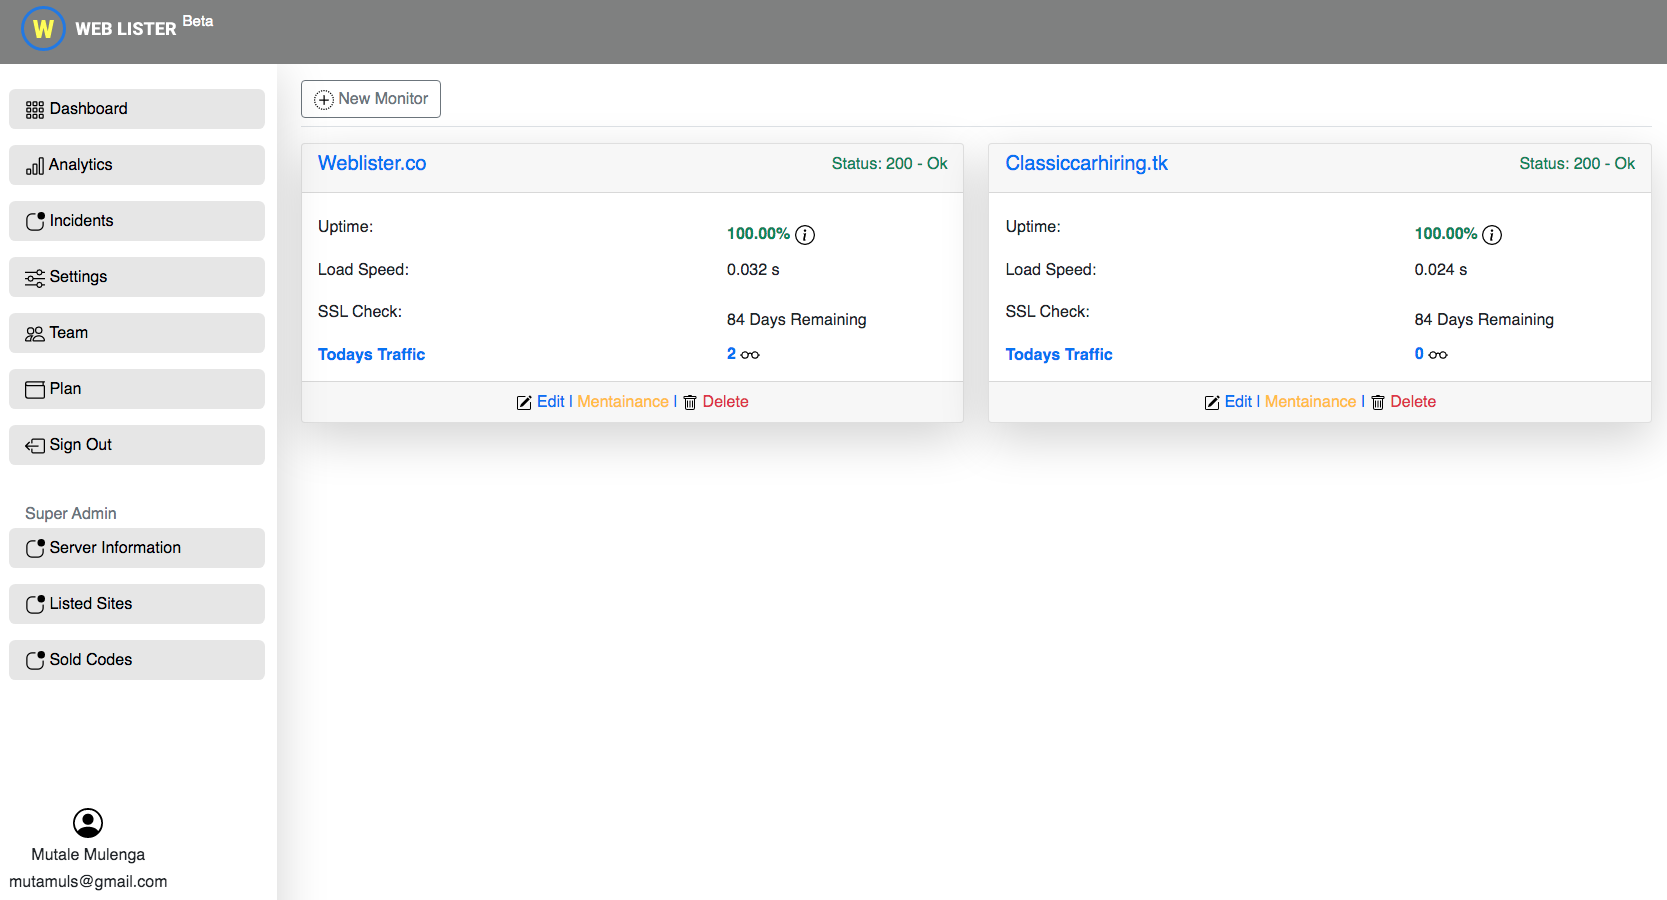 W WEB LISTER Beta
Dashboard
Analytics
Incidents
Settings
Team
Plan
Sign Out
Super Admin
Server Information
Listed Sites
Sold Codes
Mutale Mulenga
mutamuls@gmail.com
New Monitor
Weblister.co Status: 200 - Ok
Uptime: 100.00%
Load Speed: 0.032 s
SSL Check: 84 Days Remaining
Todays Traffic 2
Edit | Mentainance | Delete
Classiccarhiring.tk Status: 200 - Ok
Uptime: 100.00%
Load Speed: 0.024 s
SSL Check: 84 Days Remaining
Todays Traffic 0
Edit | Mentainance | Delete